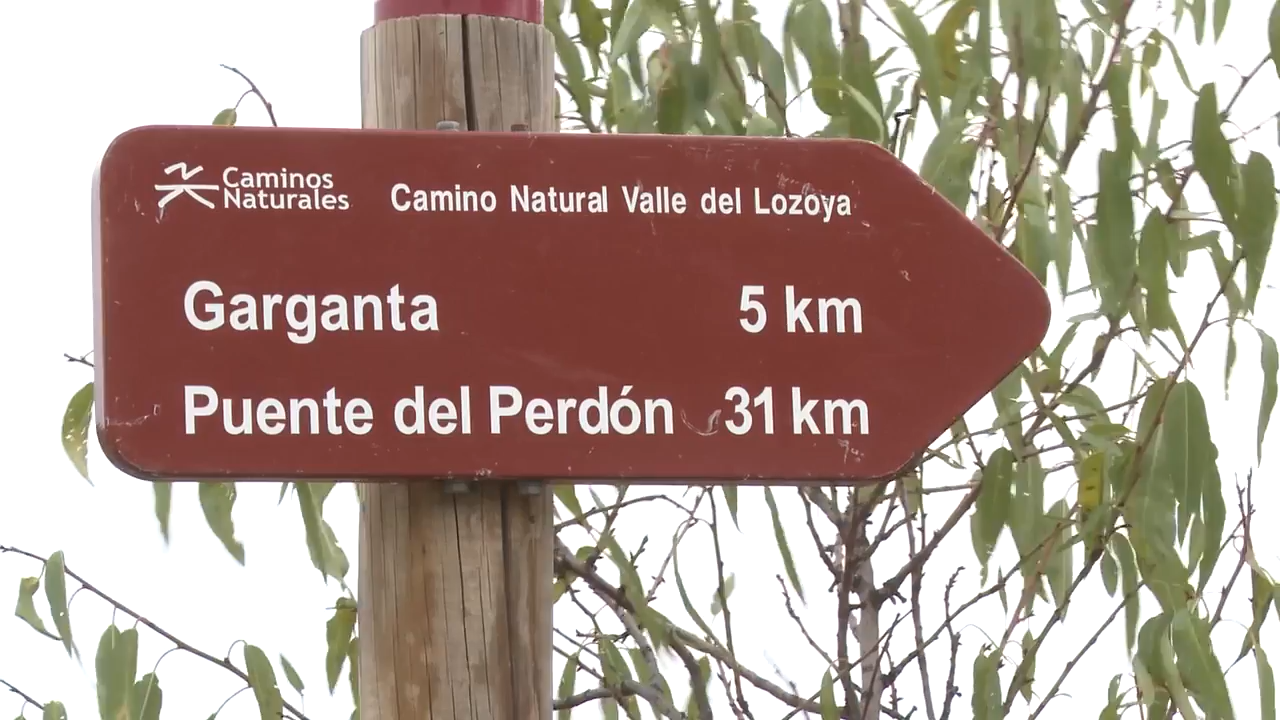 Caminos
Naturales
Camino Natural Valle del Lozoya
Garganta 5 km
Puente del Perdón 31 km